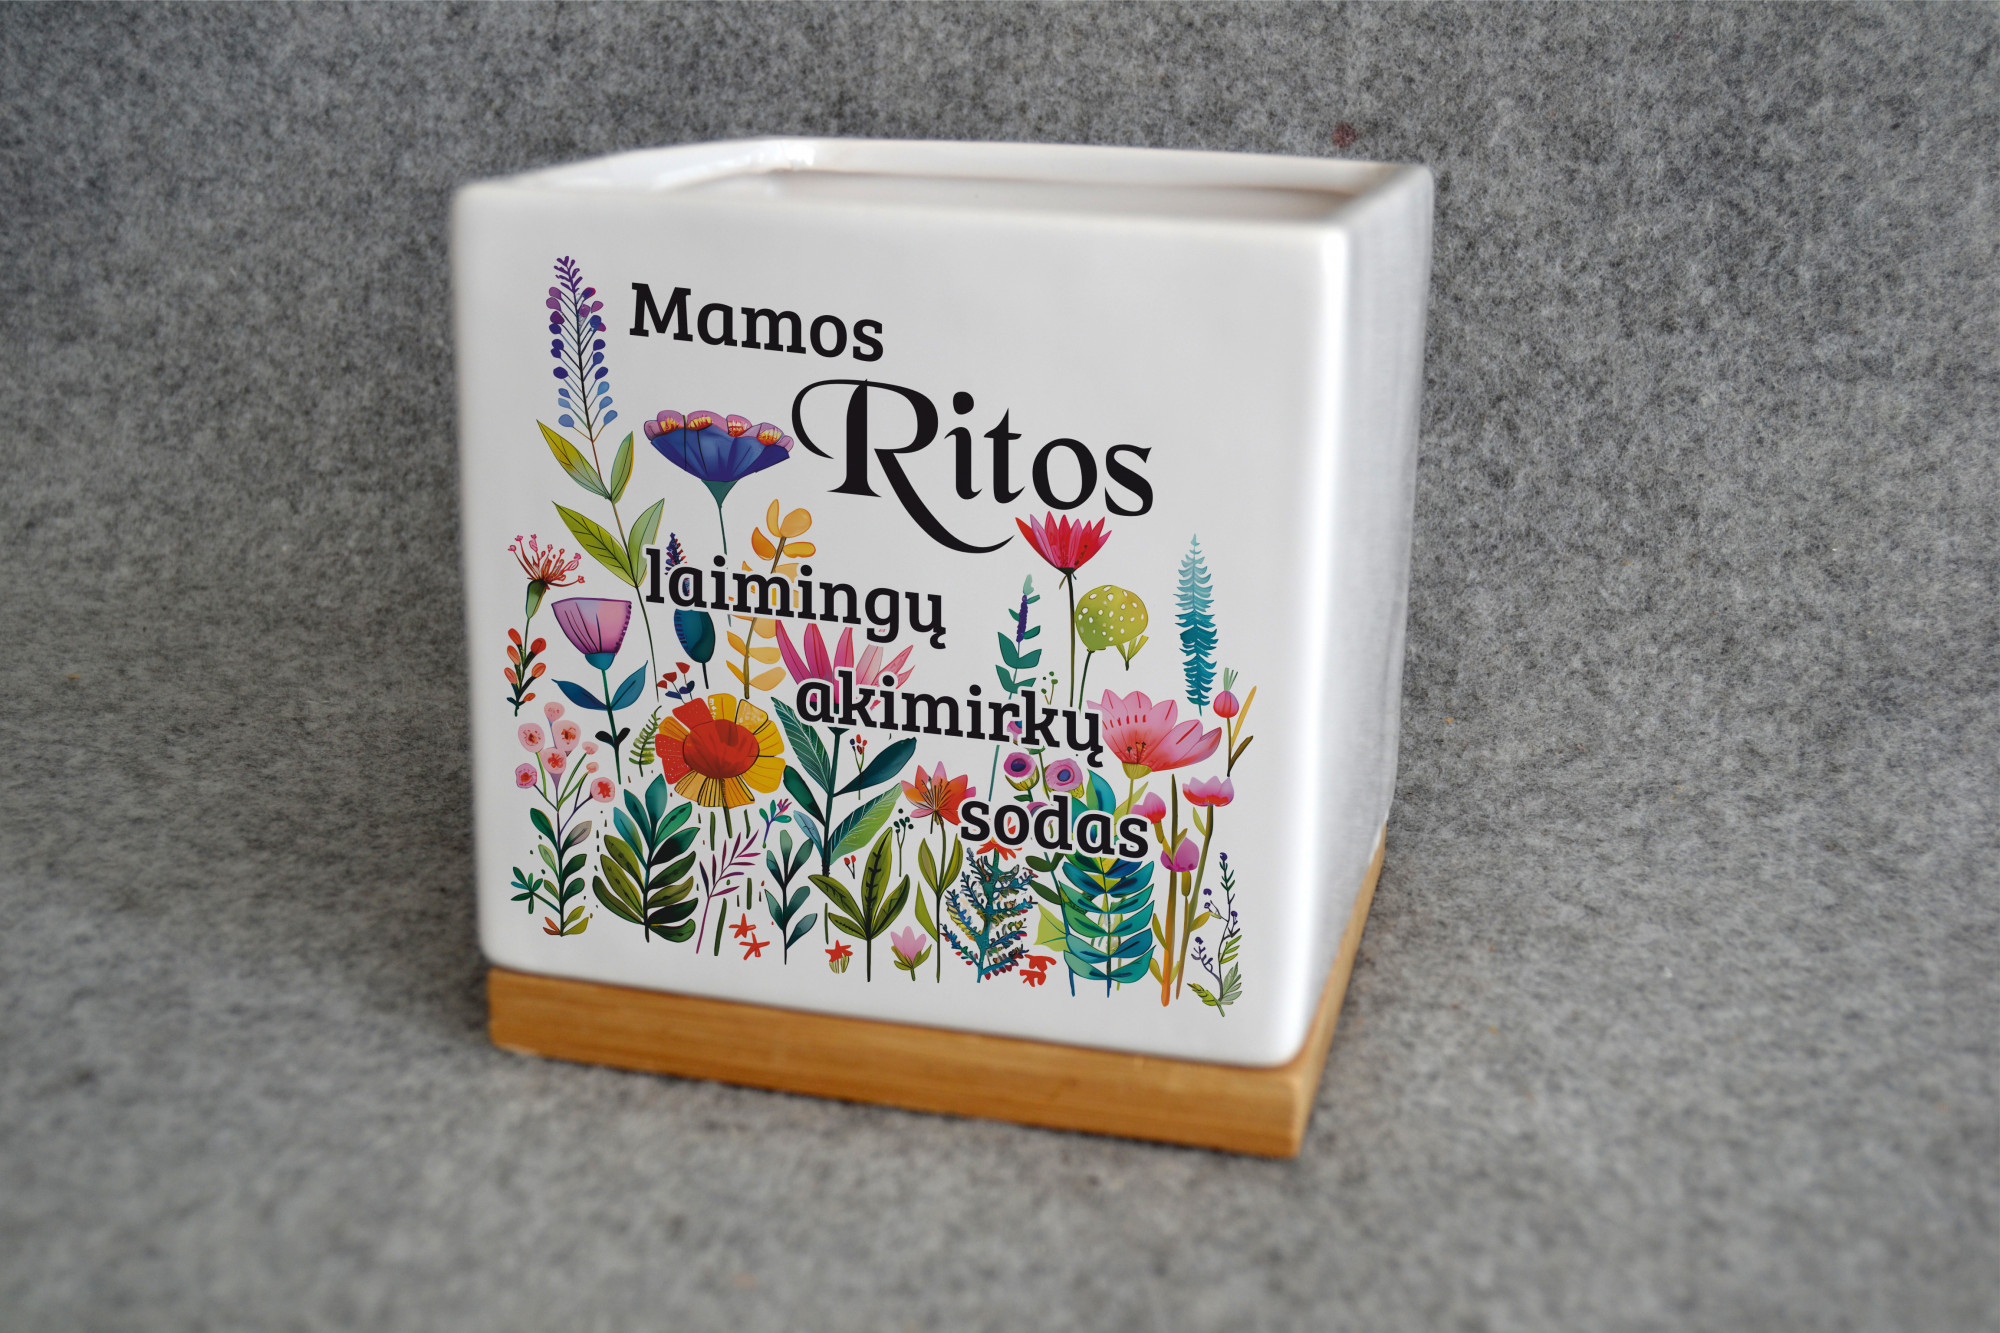 Mamos
Ritos
laimingų
akimirkų
sodas